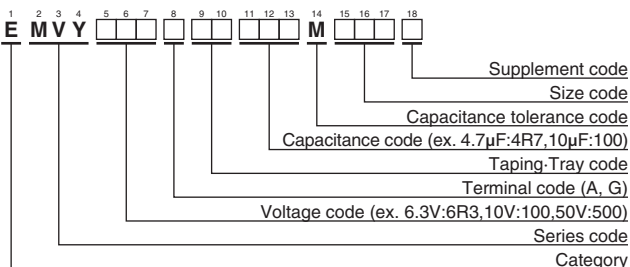 1 2 3 4 5 6 7 8 9 10 11 12 13 14 15 16 17 18
E MVY M
Supplement code
Size code
Capacitance tolerance code
Capacitance code (ex. 4.7µF:4R7,10µF:100)
Taping·Tray code
Terminal code (A, G)
Voltage code (ex. 6.3V:6R3,10V:100,50V:500)
Series code
Category